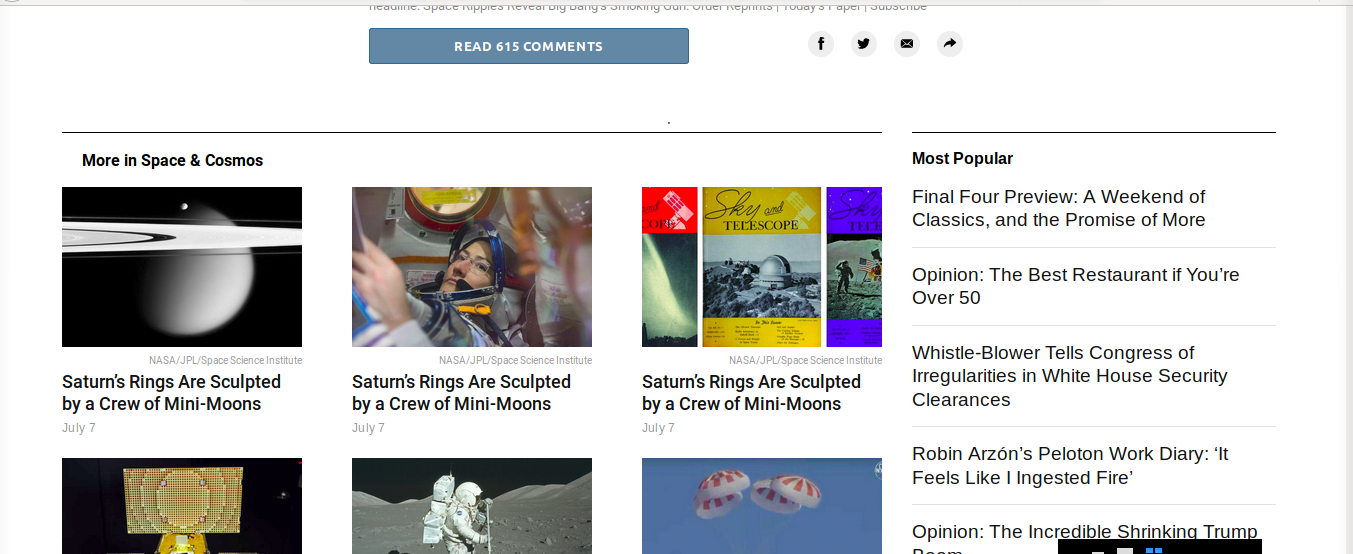 headline: Space Ripples Reveal Big Bang's Smoking Gun. Order Reprints | Today's Paper | Subscribe
READ 615 COMMENTS
More in Space & Cosmos
NASA/JPL/Space Science Institute
Saturn's Rings Are Sculpted
by a Crew of Mini-Moons
July 7
Sky and
TELESCOPE
NASA/JPL/Space Science Institute
Saturn's Rings Are Sculpted
by a Crew of Mini-Moons
July 7
NASA/JPL/Space Science Institute
Saturn's Rings Are Sculpted
by a Crew of Mini-Moons
July 7
Most Popular
Final Four Preview: A Weekend of
Classics, and the Promise of More
Opinion: The Best Restaurant if You’re
Over 50
Whistle-Blower Tells Congress of
Irregularities in White House Security
Clearances
Robin Arzón’s Peloton Work Diary: ‘It
Feels Like I Ingested Fire’
Opinion: The Incredible Shrinking Trump